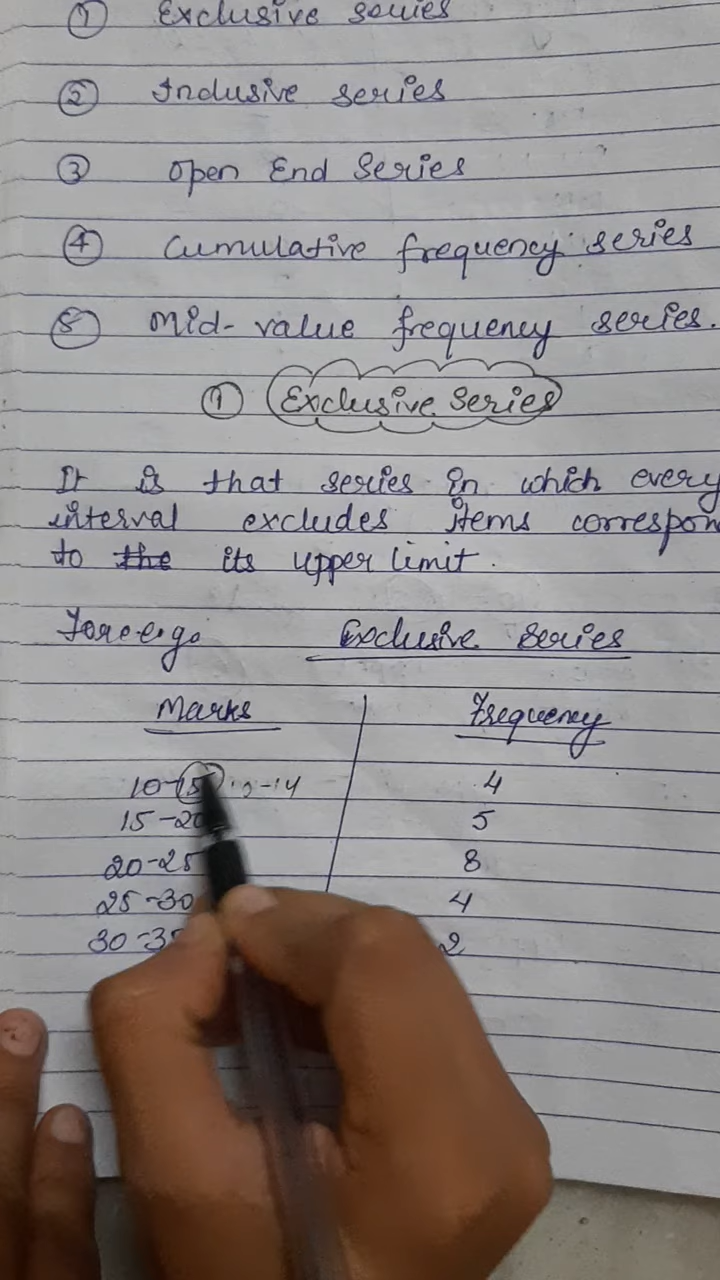 ① Exclusive series
② Inclusive series
③ open End Series
④ Cumulative frequency series
⑤ Mid-value frequency series.
① Exclusive Series
It is that series in which every
interval excludes items correspon
to the its upper limit.
For e.g. Exclusive series
Marks Frequency
10-15 10-14 4
15-20 5
20-25 8
25-30 4
30-35 2